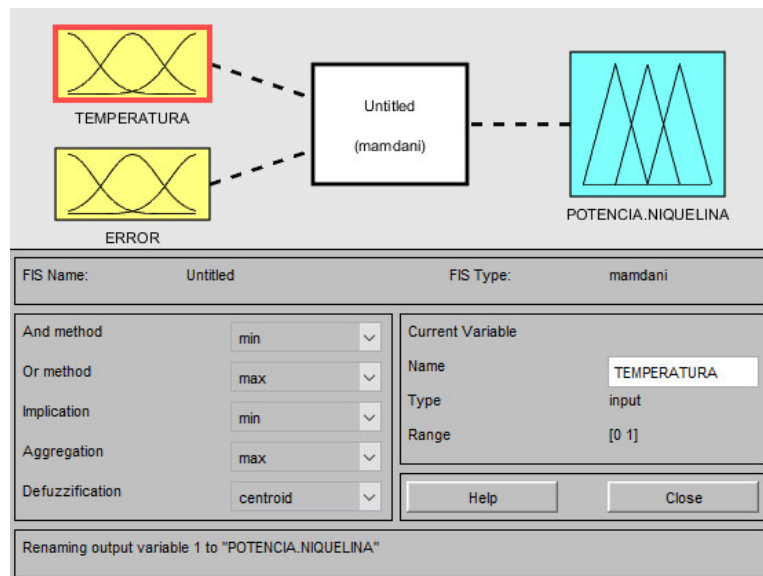 TEMPERATURA
Untitled
(mamdani)
ERROR
POTENCIA.NIQUELINA
FIS Name: Untitled FIS Type: mamdani
And method min
Or method max
Implication min
Aggregation max
Defuzzification centroid
Current Variable
Name TEMPERATURA
Type input
Range [0 1]
Help Close
Renaming output variable 1 to "POTENCIA.NIQUELINA"